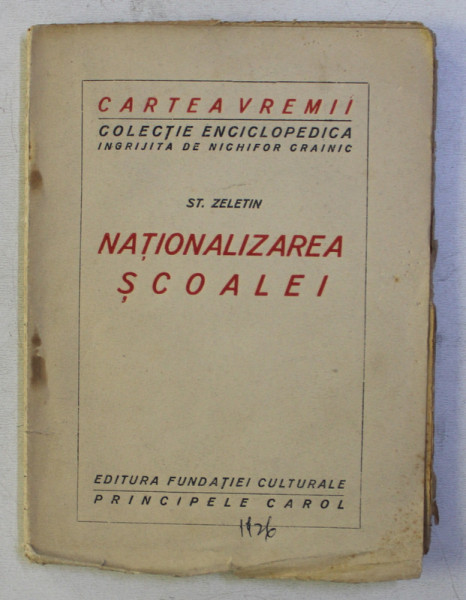 CARTEA VREMII
COLECȚIE ENCICLOPEDICA
INGRIJITA DE NICHIFOR CRAINIC
ST. ZELETIN
NAȚIONALIZAREA
ȘCOALEI
EDITURA FUNDAȚIEI CULTURALE
PRINCIPELE CAROL
1926